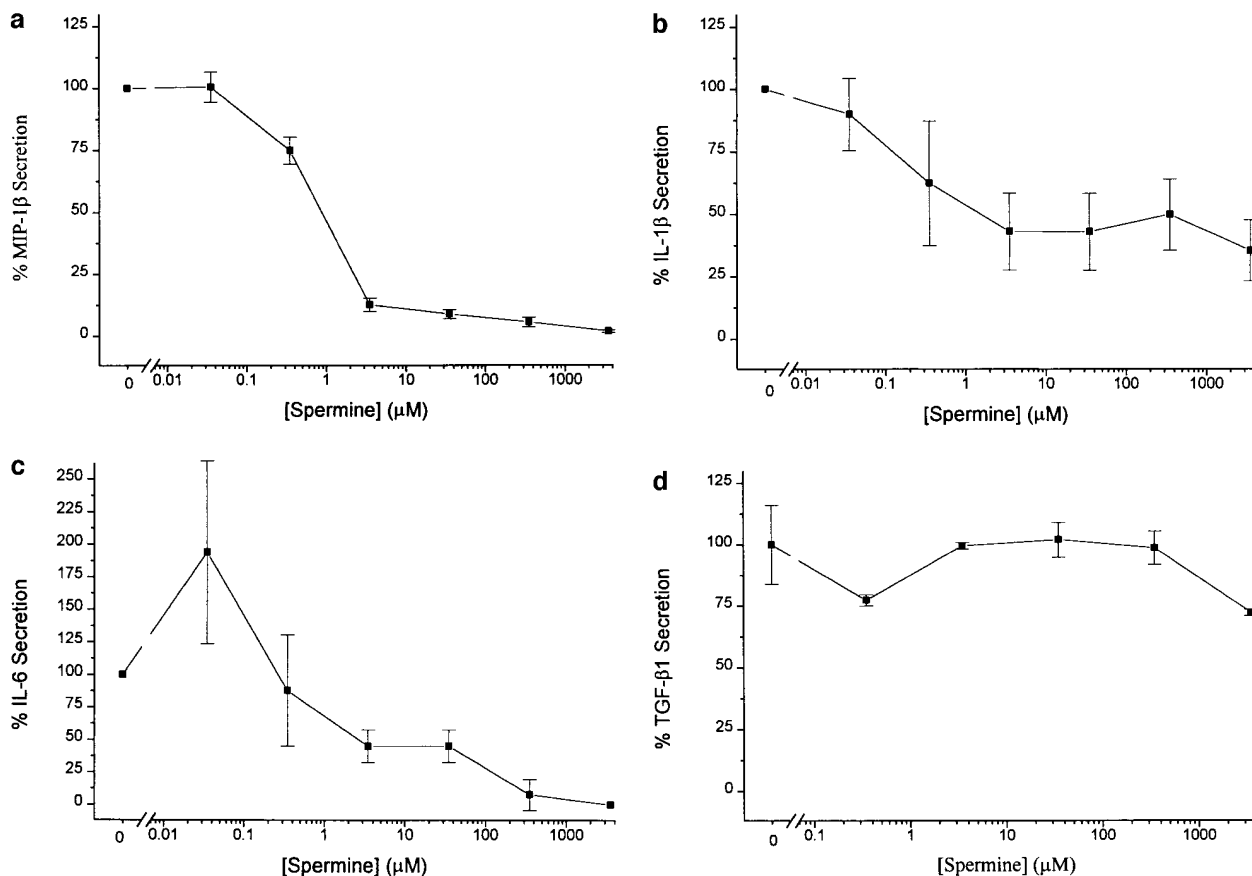 a
% MIP-1β Secretion
125
100
75
50
25
0
0 0.01 0.1 1 10 100 1000
[Spermine] (μM)
b
% IL-1β Secretion
125
100
75
50
25
0
0 0.01 0.1 1 10 100 1000
[Spermine] (μM)
c
% IL-6 Secretion
250
225
200
175
150
125
100
75
50
25
0
0 0.01 0.1 1 10 100 1000
[Spermine] (μM)
d
% TGF-β1 Secretion
125
100
75
50
25
0
0 0.1 1 10 100 1000
[Spermine] (μM)